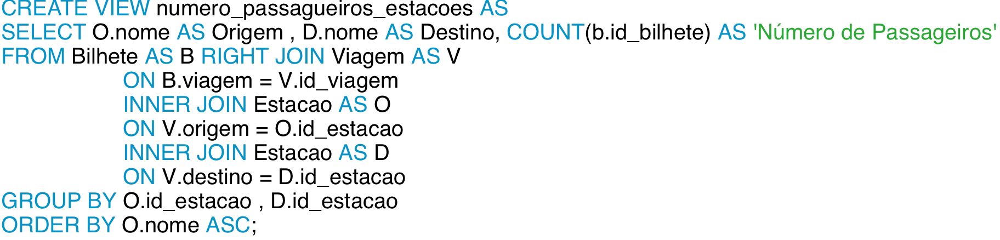 CREATE VIEW numero_passagueiros_estacoes AS
SELECT O.nome AS Origem , D.nome AS Destino, COUNT(b.id_bilhete) AS 'Número de Passageiros'
FROM Bilhete AS B RIGHT JOIN Viagem AS V
ON B.viagem = V.id_viagem
INNER JOIN Estacao AS O
ON V.origem = O.id_estacao
INNER JOIN Estacao AS D
ON V.destino = D.id_estacao
GROUP BY O.id_estacao , D.id_estacao
ORDER BY O.nome ASC;